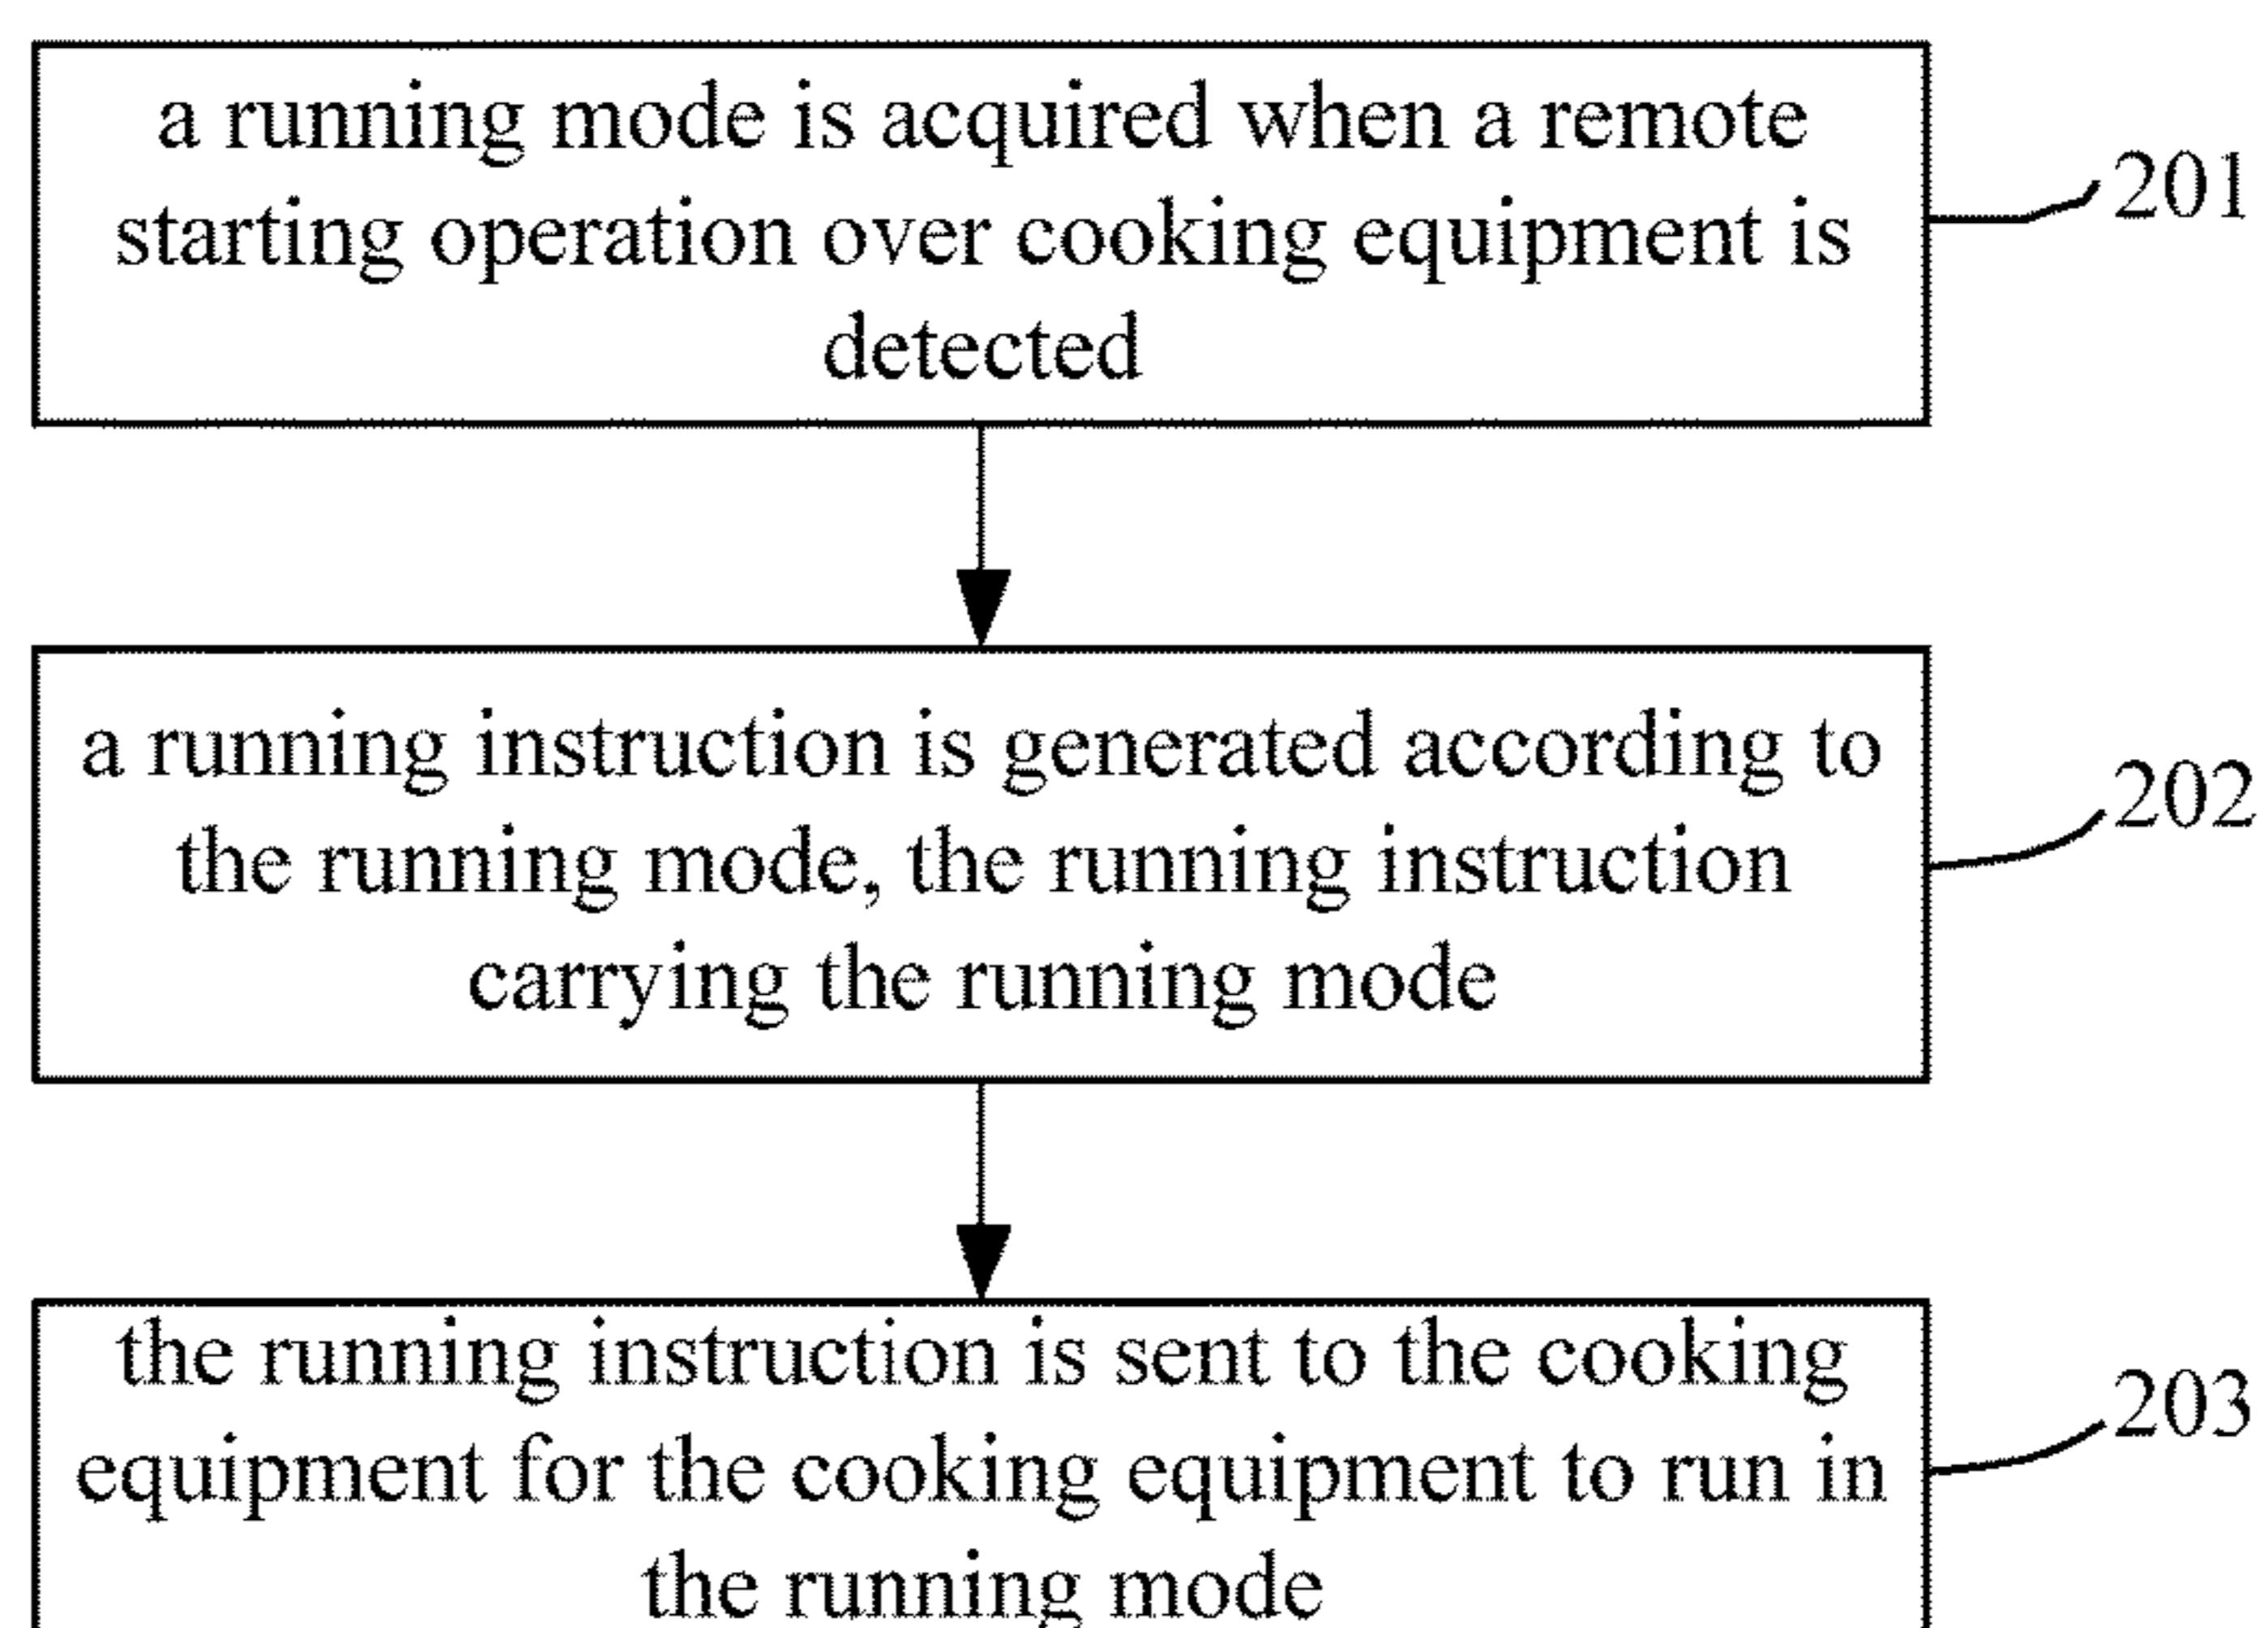 a running mode is acquired when a remote
starting operation over cooking equipment is
detected
201
a running instruction is generated according to
the running mode, the running instruction
carrying the running mode
202
the running instruction is sent to the cooking
equipment for the cooking equipment to run in
the running mode
203